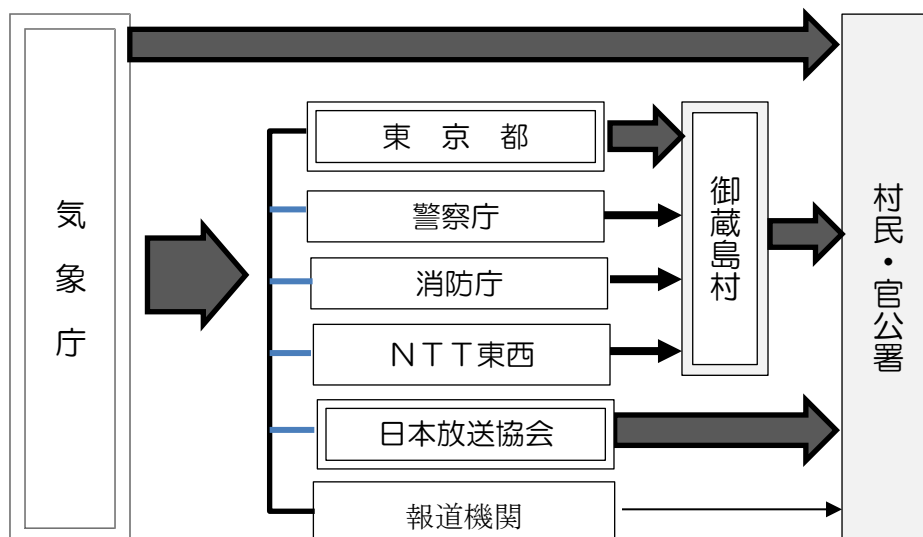 気象庁
東 京 都
警察庁
消防庁
NTT東西
日本放送協会
報道機関
御蔵島村
村民・官公署